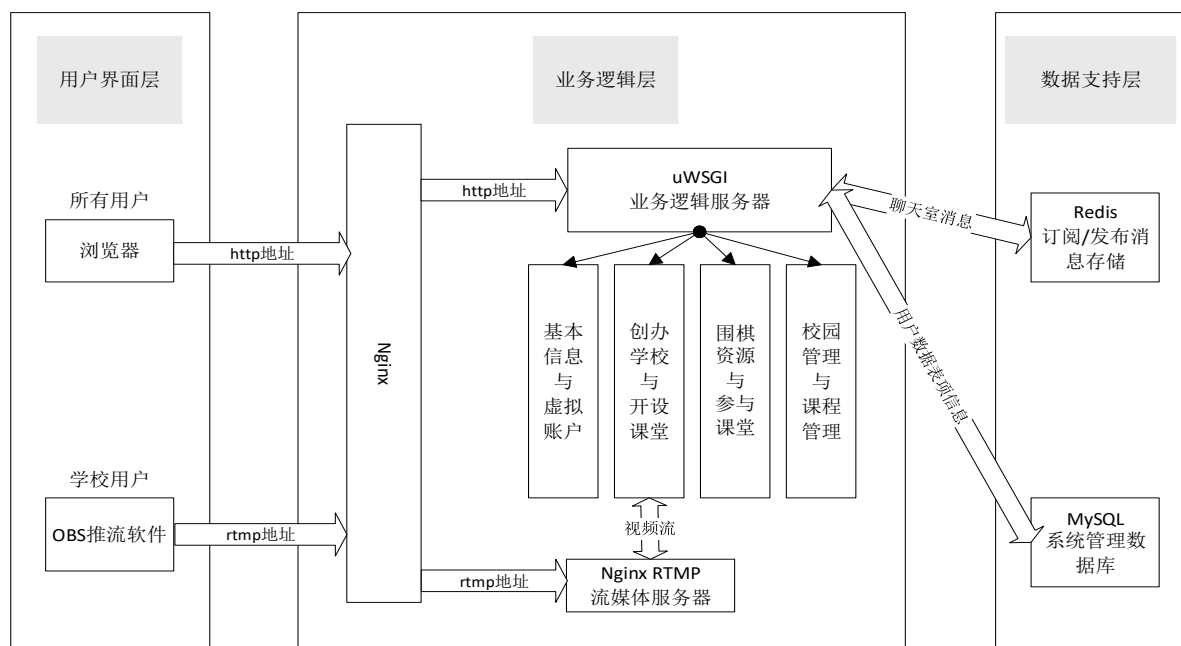 用户界面层
业务逻辑层
数据支持层
所有用户
浏览器
http地址
学校用户
OBS推流软件
rtmp地址
Nginx
http地址
uWSGI
业务逻辑服务器
基本
信息
与
虚拟
账户
创办
学校
与
开设
课堂
围棋
资源
与
参与
课堂
校园
管理
与
课程
管理
视频流
rtmp地址
Nginx RTMP
流媒体服务器
聊天室消息
用户数据表项信息
Redis
订阅/发布消
息存储
MySQL
系统管理数
据库